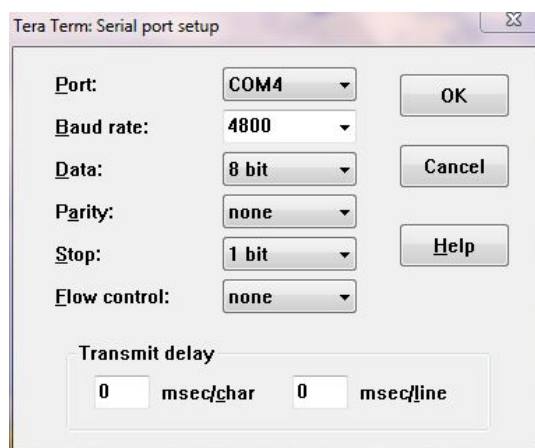 Tera Term: Serial port setup
Port: COM4 OK
Baud rate: 4800
Data: 8 bit Cancel
Parity: none
Stop: 1 bit Help
Flow control: none
Transmit delay
0 msec/char 0 msec/line